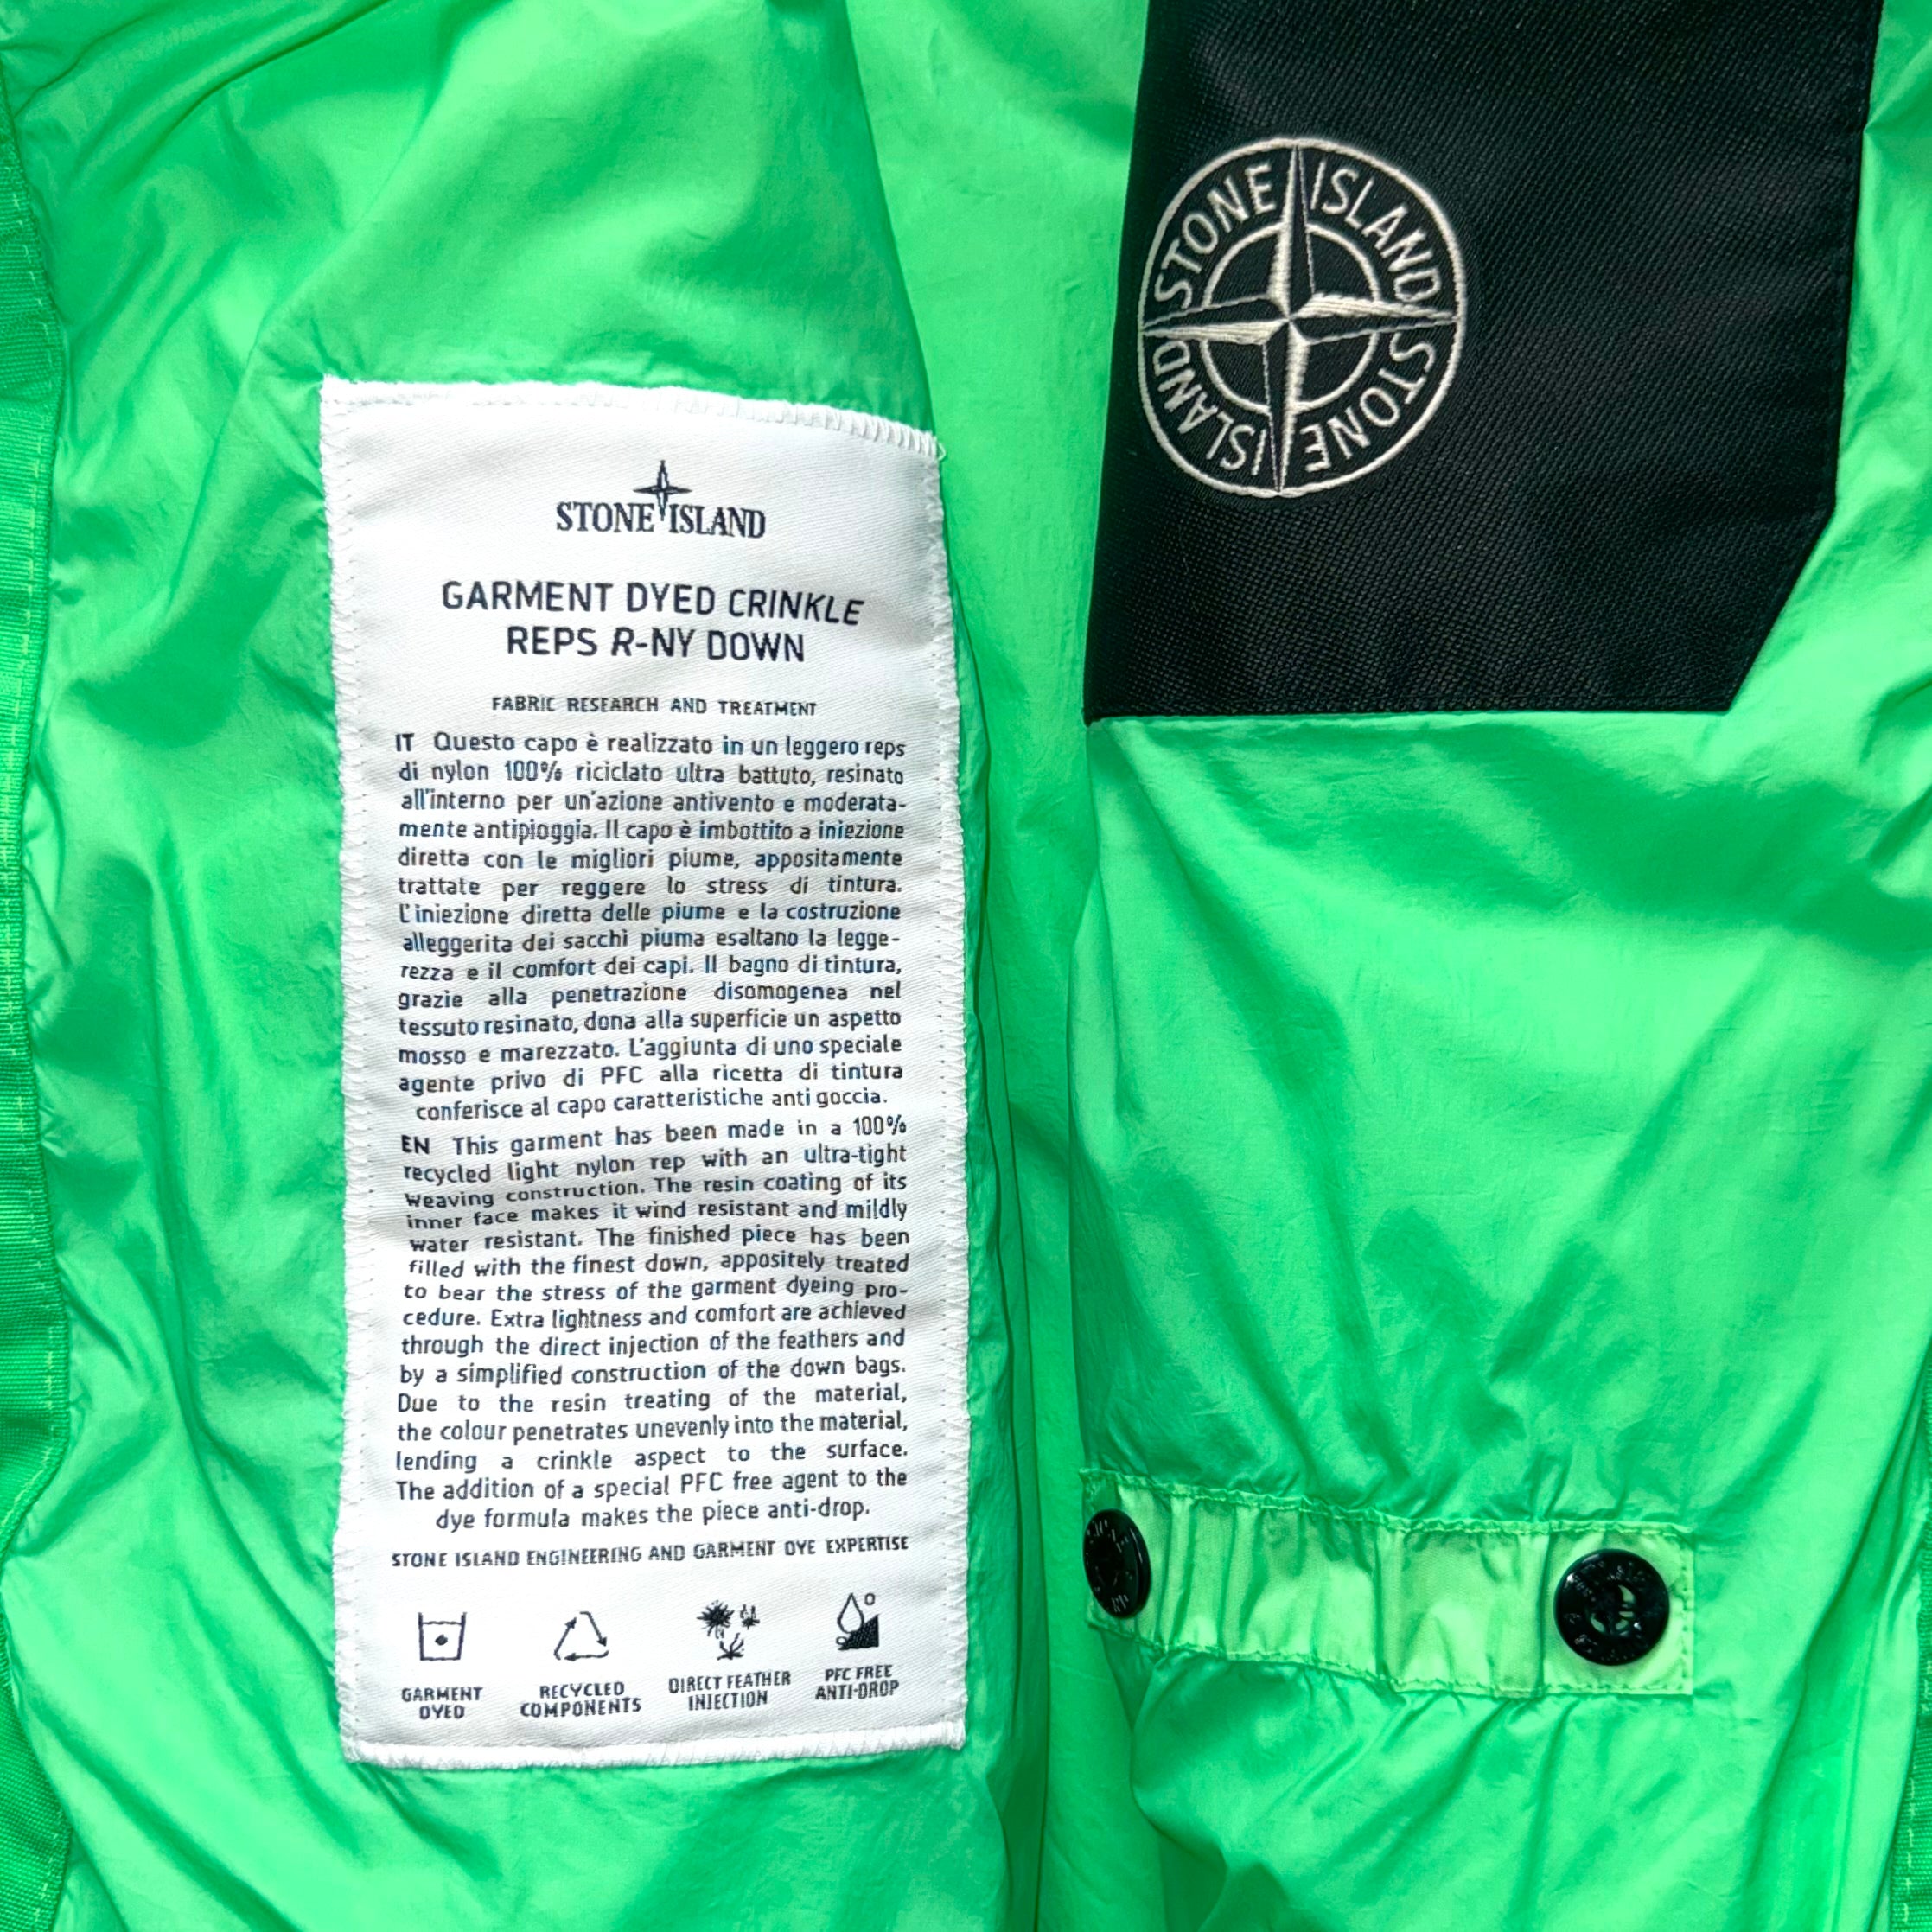 STONE ISLAND
GARMENT DYED CRINKLE
REPS R-NY DOWN
FABRIC RESEARCH AND TREATMENT
IT Questo capo è realizzato in un leggero reps
di nylon 100% riciclato ultra battuto, resinato
all'interno per un'azione antivento e moderata-
mente antipioggia. Il capo è imbottito a iniezione
diretta con le migliori piume, appositamente
trattate per reggere lo stress di tintura.
L'iniezione diretta delle piume e la costruzione
alleggerita dei sacchi piuma esaltano la legge-
rezza e il comfort dei capi. Il bagno di tintura,
grazie alla penetrazione disomogenea nel
tessuto resinato, dona alla superficie un aspetto
mosso e marezzato. L'aggiunta di uno speciale
agente privo di PFC alla ricetta di tintura
conferisce al capo caratteristiche anti goccia.
EN This garment has been made in a 100%
recycled light nylon rep with an ultra-tight
weaving construction. The resin coating of its
inner face makes it wind resistant and mildly
water resistant. The finished piece has been
filled with the finest down, appositely treated
to bear the stress of the garment dyeing pro-
cedure. Extra lightness and comfort are achieved
through the direct injection of the feathers and
by a simplified construction of the down bags.
Due to the resin treating of the material,
the colour penetrates unevenly into the material,
lending a crinkle aspect to the surface.
The addition of a special PFC free agent to the
dye formula makes the piece anti-drop.
STONE ISLAND ENGINEERING AND GARMENT DYE EXPERTISE
GARMENT
DYED
RECYCLED
COMPONENTS
DIRECT FEATHER
INJECTION
PFC FREE
ANTI-DROP
STONE ISLAND
STONE ISLAND